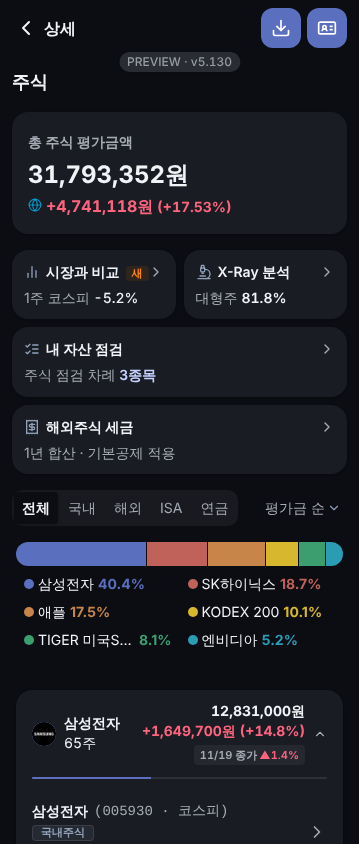 상세
PREVIEW · v5.130
주식
총 주식 평가금액
31,793,352원
+4,741,118원 (+17.53%)
시장과 비교 새
1주 코스피 -5.2%
X-Ray 분석
대형주 81.8%
내 자산 점검
주식 점검 차례 3종목
해외주식 세금
1년 합산 · 기본공제 적용
전체 국내 해외 ISA 연금 평가금 순
삼성전자 40.4% SK하이닉스 18.7%
애플 17.5% KODEX 200 10.1%
TIGER 미국S... 8.1% 엔비디아 5.2%
12,831,000원
삼성전자
+1,649,700원 (+14.8%)
65주
11/19 종가 ▲1.4%
삼성전자 (005930 · 코스피)
국내주식